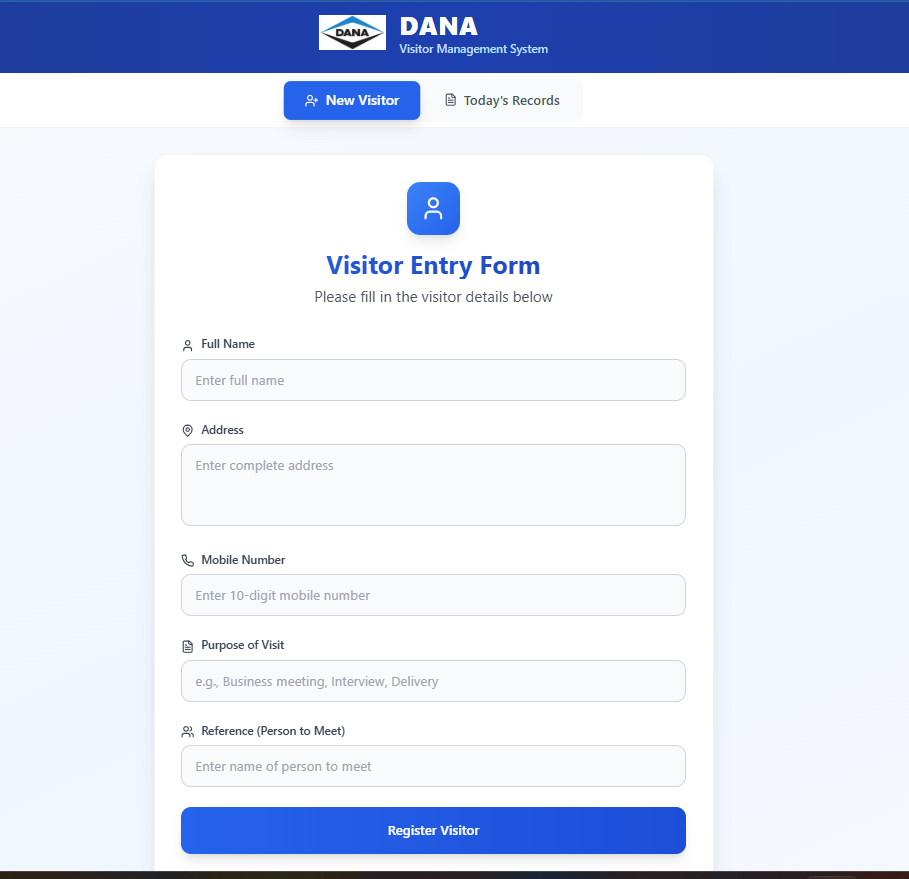 DANA
DANA
Visitor Management System
New Visitor
Today's Records
Visitor Entry Form
Please fill in the visitor details below
Full Name
Enter full name
Address
Enter complete address
Mobile Number
Enter 10-digit mobile number
Purpose of Visit
e.g., Business meeting, Interview, Delivery
Reference (Person to Meet)
Enter name of person to meet
Register Visitor